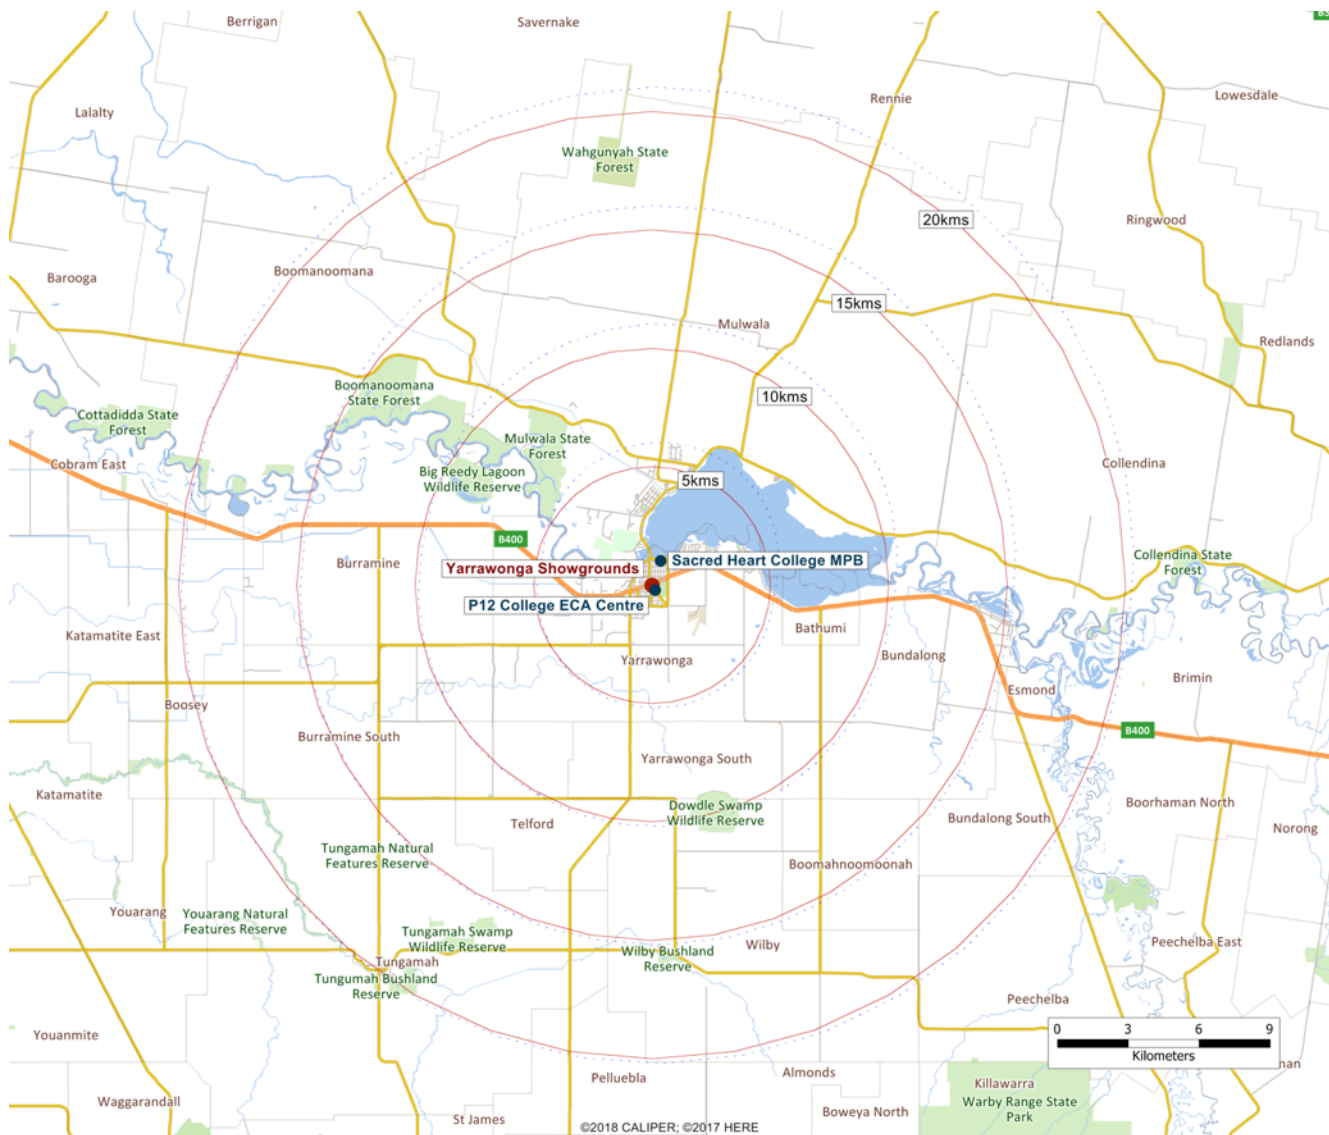 Berrigan
Savernake
Lalalty
Rennie
Lowesdale
Wahgunyah State
Forest
20kms
Ringwood
Barooga
Boomanoomana
15kms
Mulwala
Redlands
Boomanoomana
State Forest
10kms
Cottadidda State
Forest
Mulwala State
Forest
Cobram East
Big Reedy Lagoon
Wildlife Reserve
5kms
Collendina
B400
Burramine
Yarrawonga Showgrounds
Sacred Heart College MPB
Collendina State
Forest
P12 College ECA Centre
Katamatite East
Bathumi
Yarrawonga
Bundalong
Esmond
Brimin
Boosey
Burramine South
B400
Yarrawonga South
Katamatite
Dowdle Swamp
Wildlife Reserve
Telford
Bundalong South
Boorhaman North
Norong
Tungamah Natural
Features Reserve
Boomahnoomoonah
Youarang
Youarang Natural
Features Reserve
Tungamah Swamp
Wildlife Reserve
Wilby Bushland
Reserve
Wilby
Peechelba East
Tungamah
Tungumah Bushland
Reserve
Peechelba
Youanmite
0 3 6 9
Kilometers
man
Pelluebla
Almonds
Killawarra
Warby Range State
Park
Waggarandall
St James
Boweya North
©2018 CALIPER; ©2017 HERE